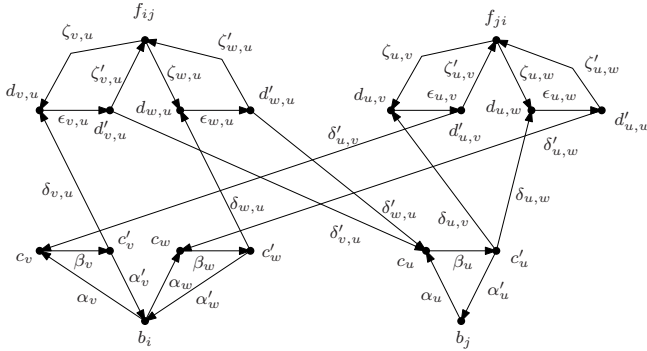 f_{ij} f_{ji}
ζ_{v,u} ζ'_{w,u} ζ_{u,v} ζ'_{u,w}
ζ'_{v,u} ζ_{w,u} ζ'_{u,v} ζ_{u,w}
d_{v,u} ϵ_{v,u} d'_{v,u} d_{w,u} ϵ_{w,u} d'_{w,u} d_{u,v} ϵ_{u,v} d'_{u,v} d_{u,w} ϵ_{u,w} d'_{u,w}
δ'_{u,v} δ'_{u,w}
δ_{v,u} δ_{w,u} δ'_{w,u} δ_{u,v} δ_{u,w}
δ'_{v,u}
c_v β_v c'_v c_w β_w c'_w c_u β_u c'_u
α_v α'_v α_w α'_w α_u α'_u
b_i b_j